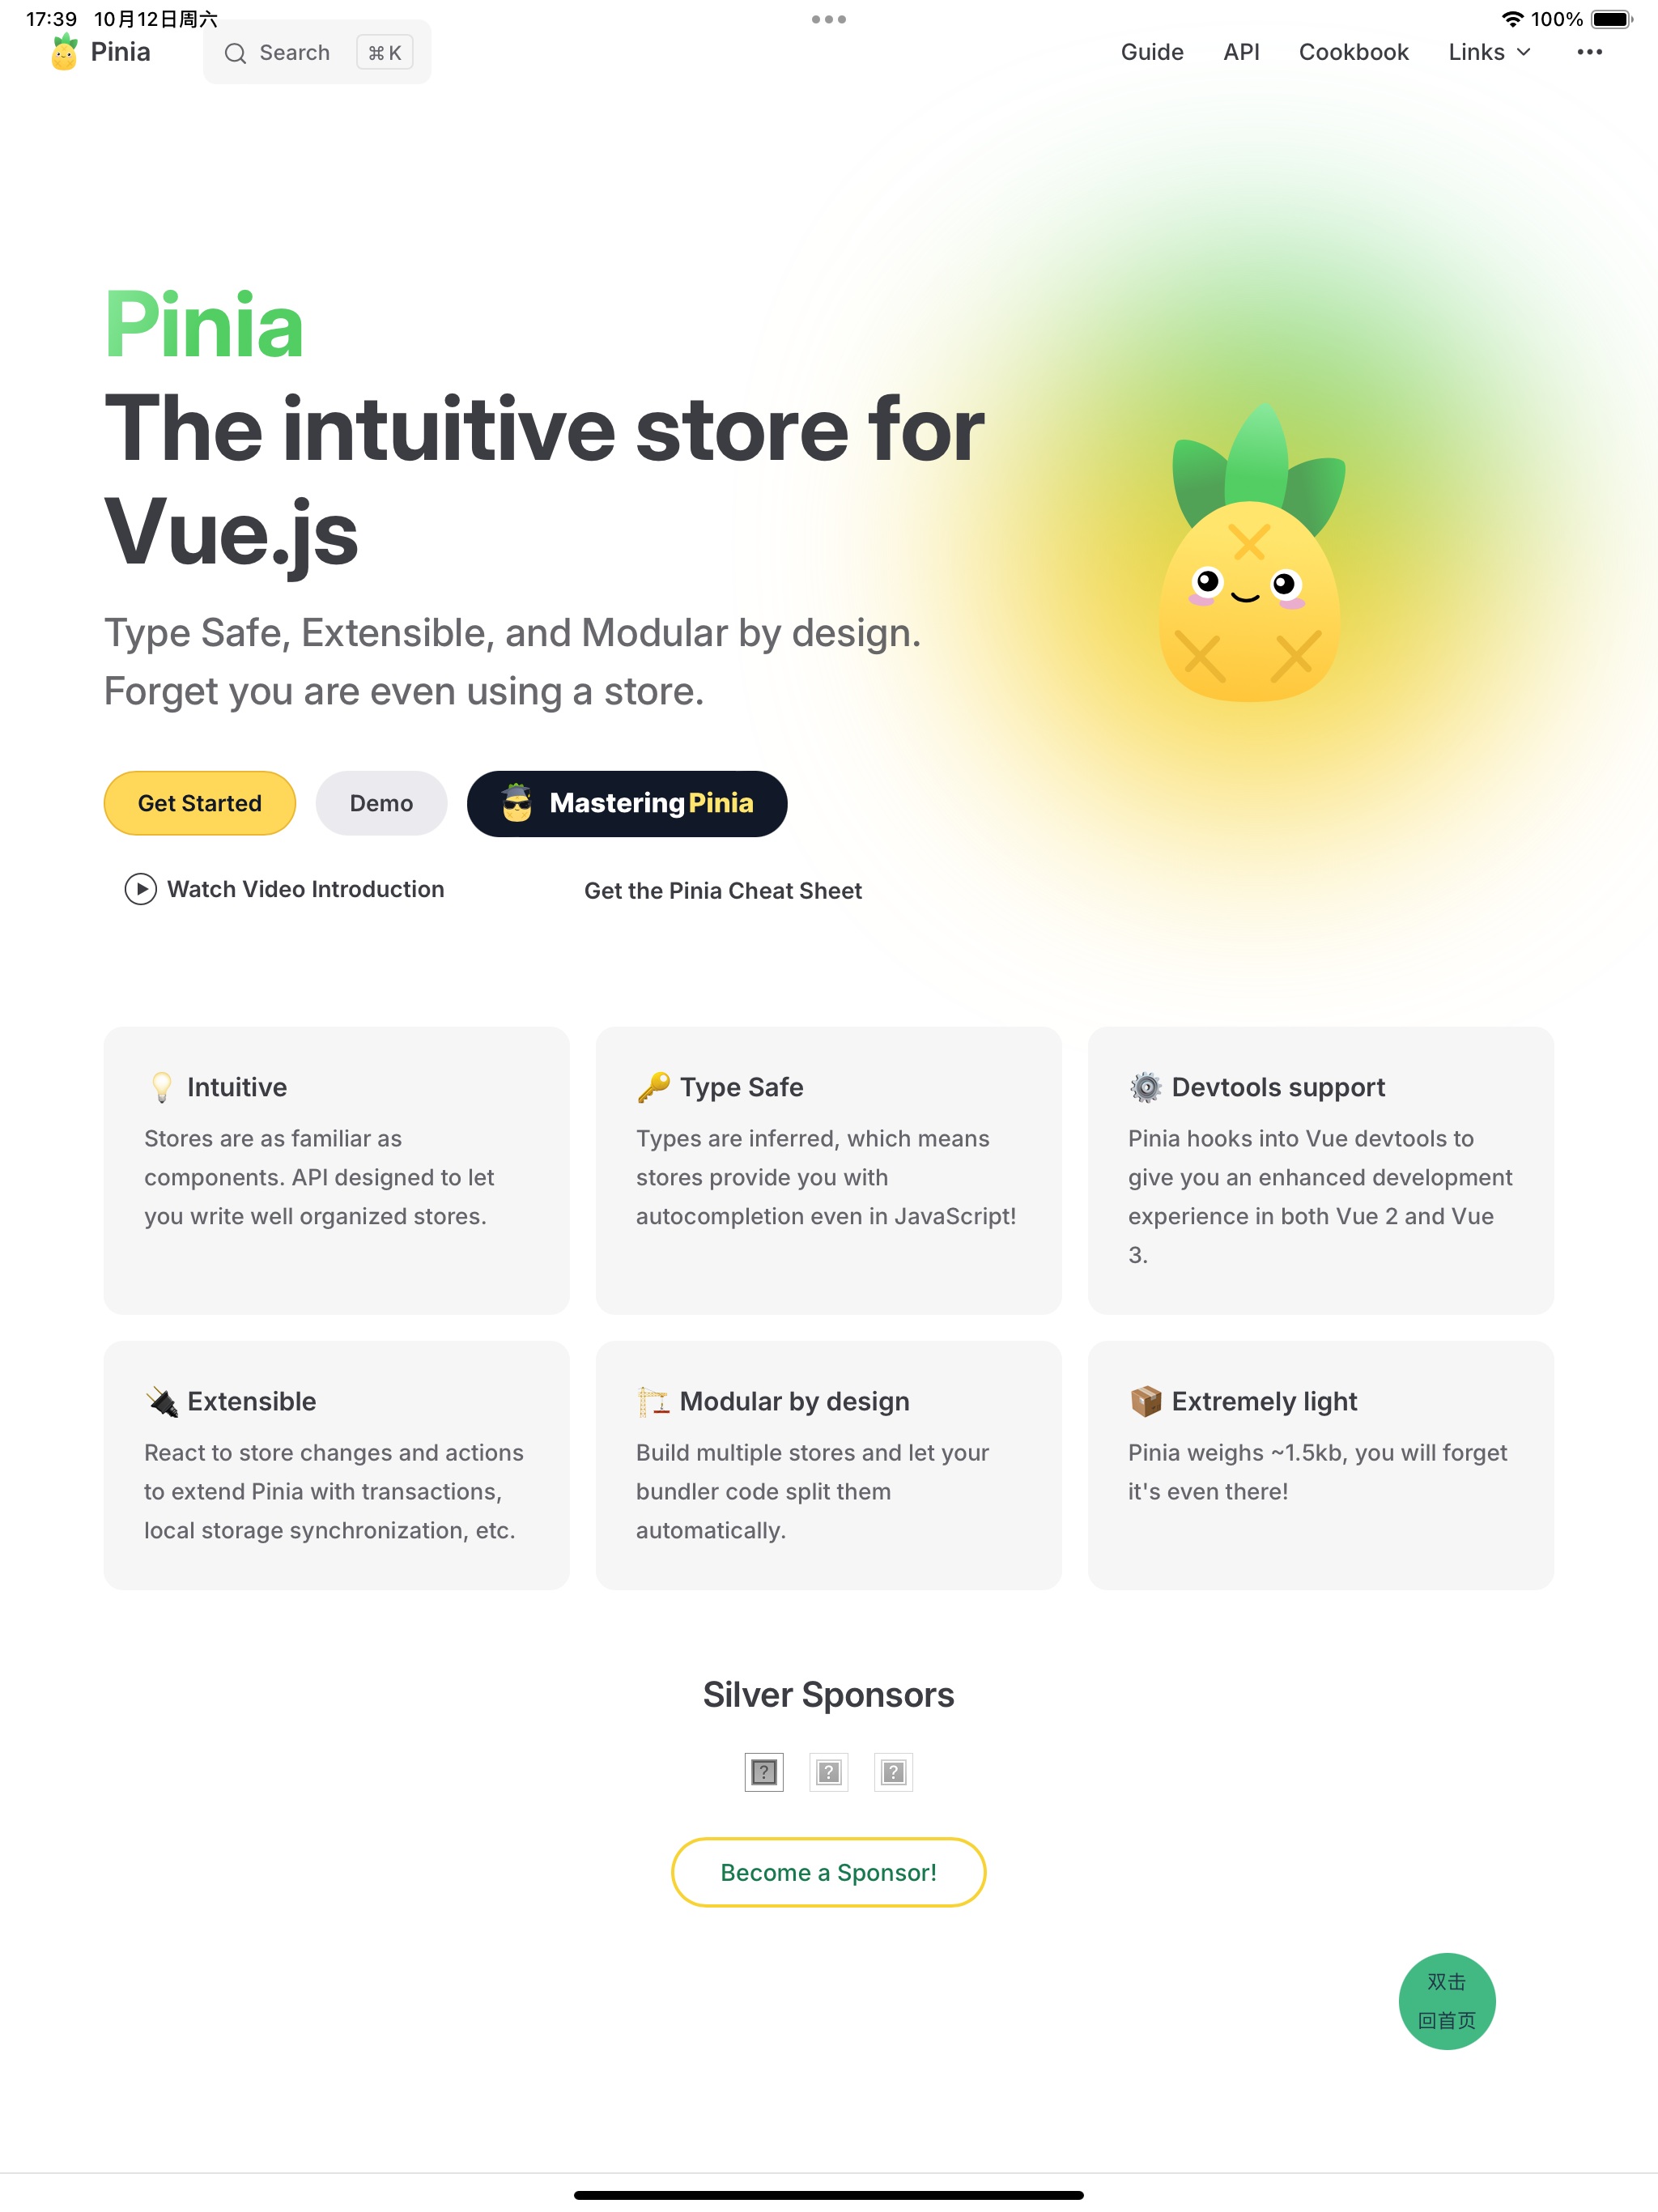 17:39 10月12日周六
100%
Pinia
Search
⌘ K
Guide
API
Cookbook
Links
Pinia
The intuitive store for
Vue.js
Type Safe, Extensible, and Modular by design.
Forget you are even using a store.
Get Started
Demo
Mastering Pinia
Watch Video Introduction
Get the Pinia Cheat Sheet
Intuitive
Stores are as familiar as
components. API designed to let
you write well organized stores.
Type Safe
Types are inferred, which means
stores provide you with
autocompletion even in JavaScript!
Devtools support
Pinia hooks into Vue devtools to
give you an enhanced development
experience in both Vue 2 and Vue
3.
Extensible
React to store changes and actions
to extend Pinia with transactions,
local storage synchronization, etc.
Modular by design
Build multiple stores and let your
bundler code split them
automatically.
Extremely light
Pinia weighs ~1.5kb, you will forget
it's even there!
Silver Sponsors
? ? ?
Become a Sponsor!
双击
回首页